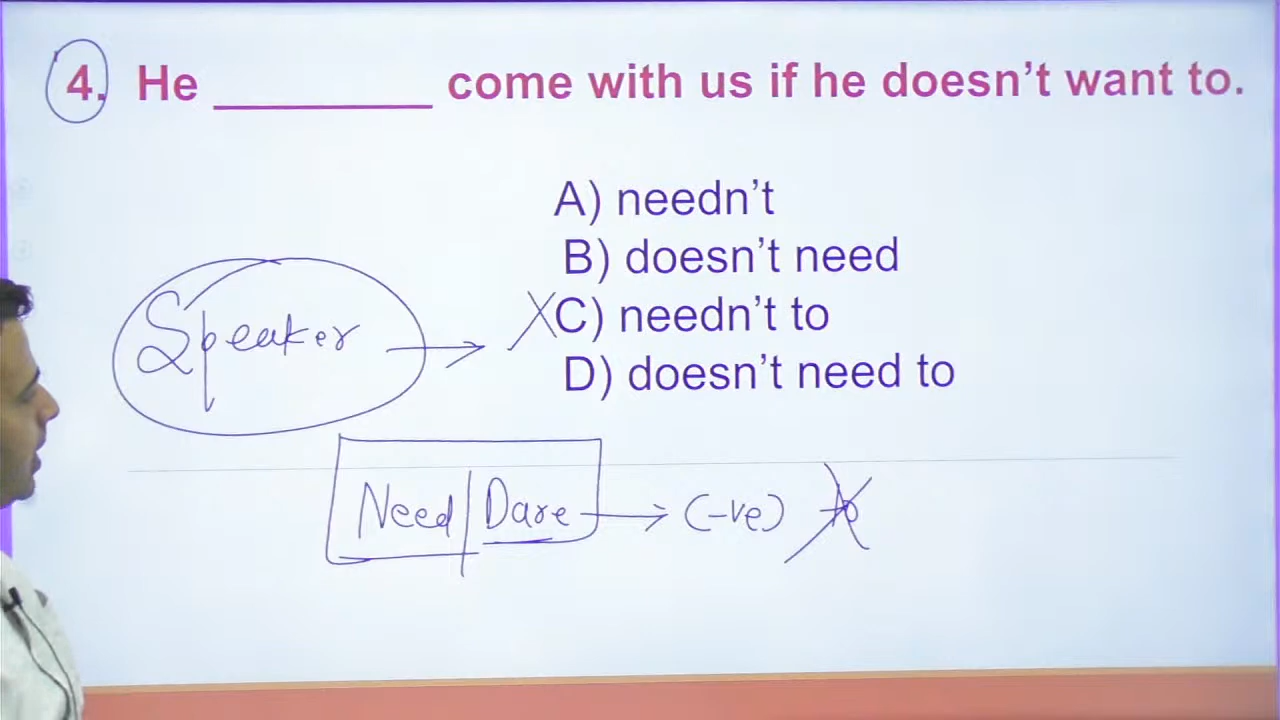 4. He ________ come with us if he doesn't want to.
A) needn't
B) doesn't need
C) needn't to
D) doesn't need to
Speaker
Need | Dare → (-ve) to